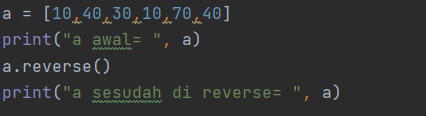 a = [10,40,30,10,70,40]
print("a awal= ", a)
a.reverse()
print("a sesudah di reverse= ", a)